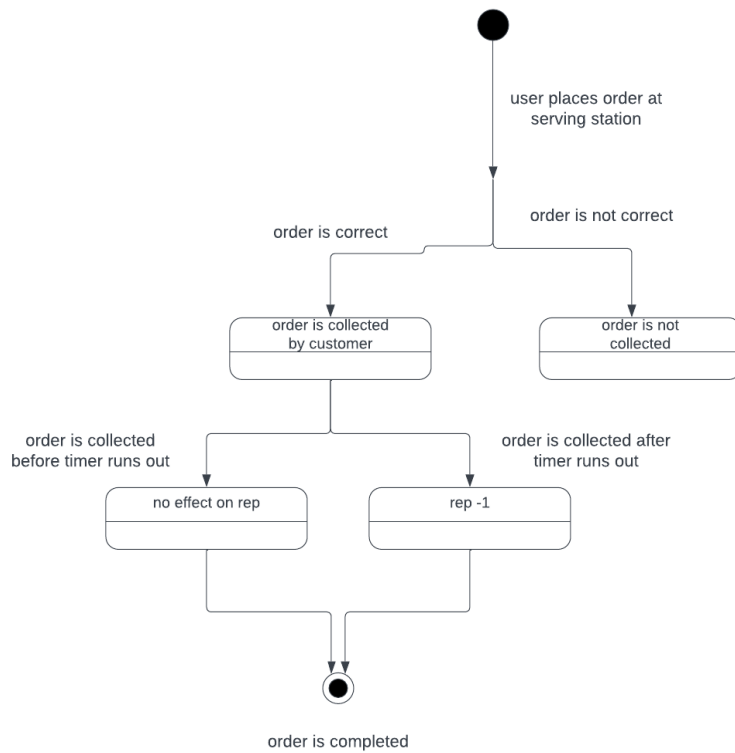 user places order at
serving station
order is correct
order is not correct
order is collected
by customer
order is not
collected
order is collected
before timer runs out
order is collected after
timer runs out
no effect on rep
rep -1
order is completed